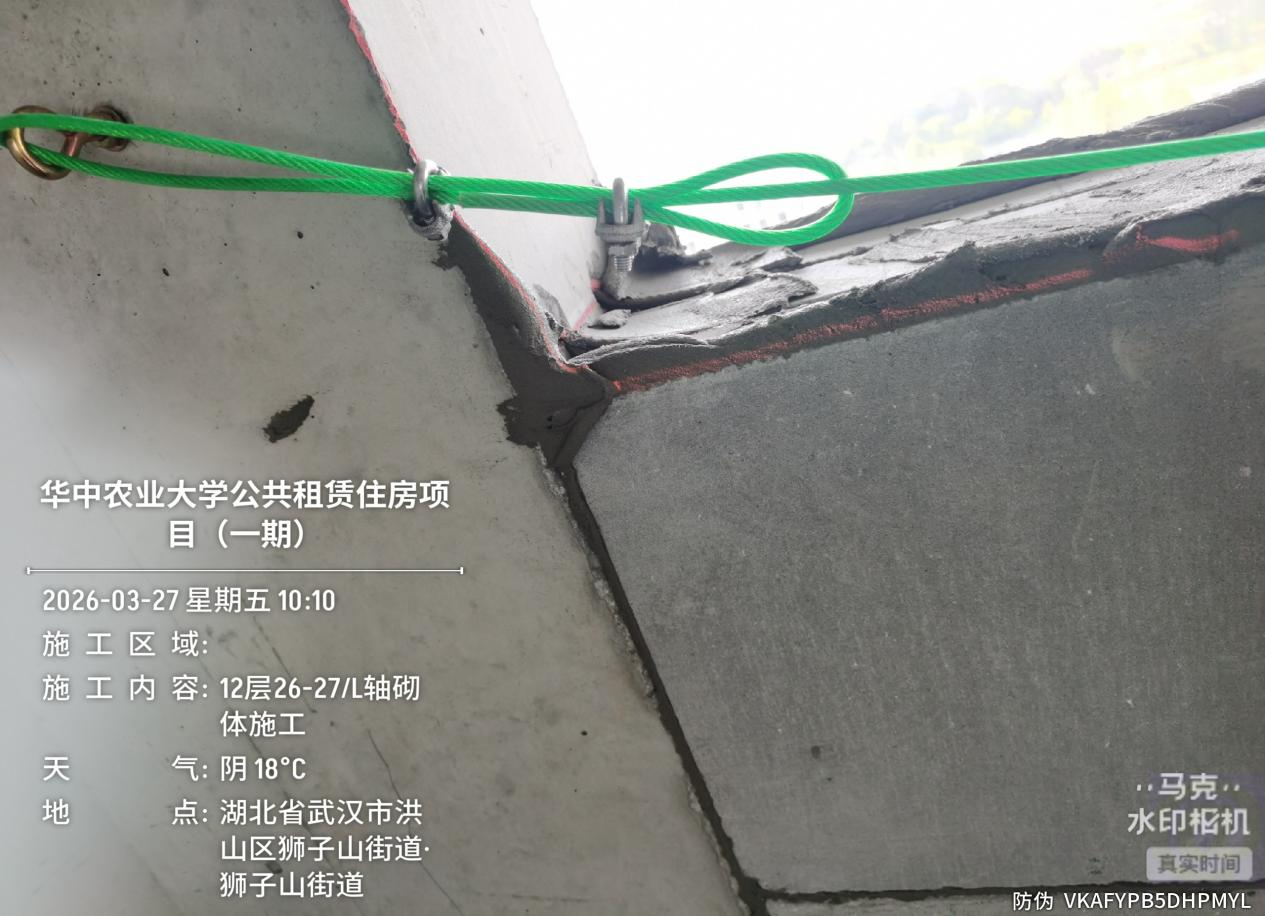 华中农业大学公共租赁住房项
目（一期）
2026-03-27 星期五 10:10
施工区域:
施工内容: 12层26-27/L轴砌
体施工
天气: 阴 18°C
地点: 湖北省武汉市洪
山区狮子山街道·
狮子山街道
马克
水印相机
真实时间
防伪 VKAFYPB5DHPMYL